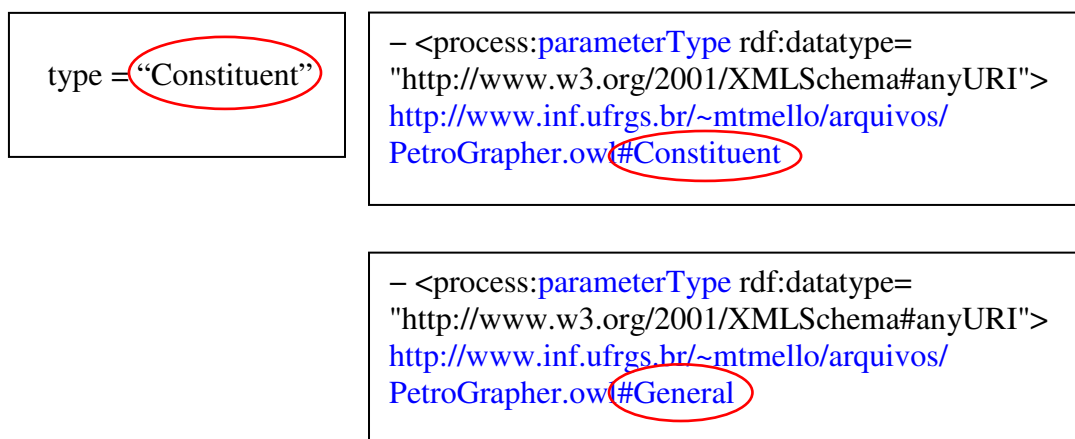 type = “Constituent”
− <process:parameterType rdf:datatype=
"http://www.w3.org/2001/XMLSchema#anyURI">
http://www.inf.ufrgs.br/~mtmello/arquivos/
PetroGrapher.owl#Constituent
− <process:parameterType rdf:datatype=
"http://www.w3.org/2001/XMLSchema#anyURI">
http://www.inf.ufrgs.br/~mtmello/arquivos/
PetroGrapher.owl#General